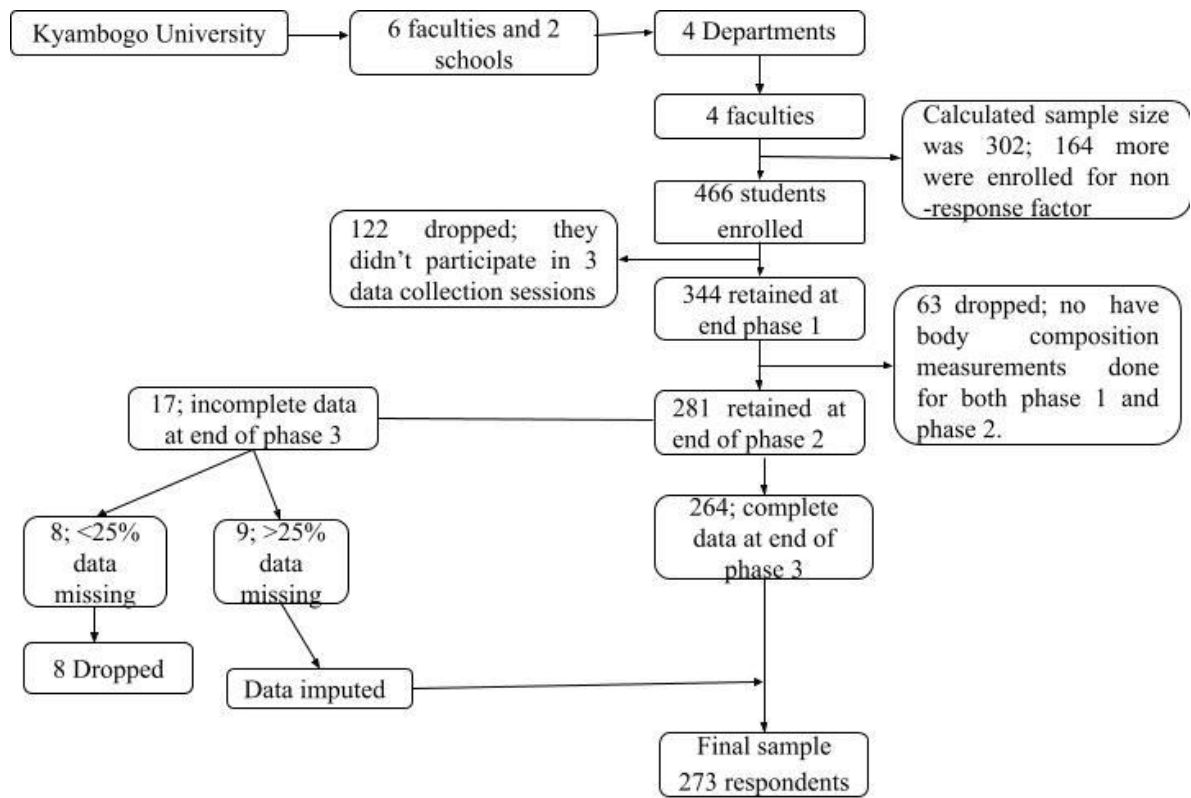 Kyambogo University
6 faculties and 2
schools
4 Departments
4 faculties
Calculated sample size
was 302; 164 more
were enrolled for non
-response factor
466 students
enrolled
122 dropped; they
didn’t participate in 3
data collection sessions
344 retained at
end phase 1
63 dropped; no have
body composition
measurements done
for both phase 1 and
phase 2.
17; incomplete data
at end of phase 3
281 retained at
end of phase 2
8; <25%
data
missing
9; >25%
data
missing
264; complete
data at end of
phase 3
8 Dropped
Data imputed
Final sample
273 respondents